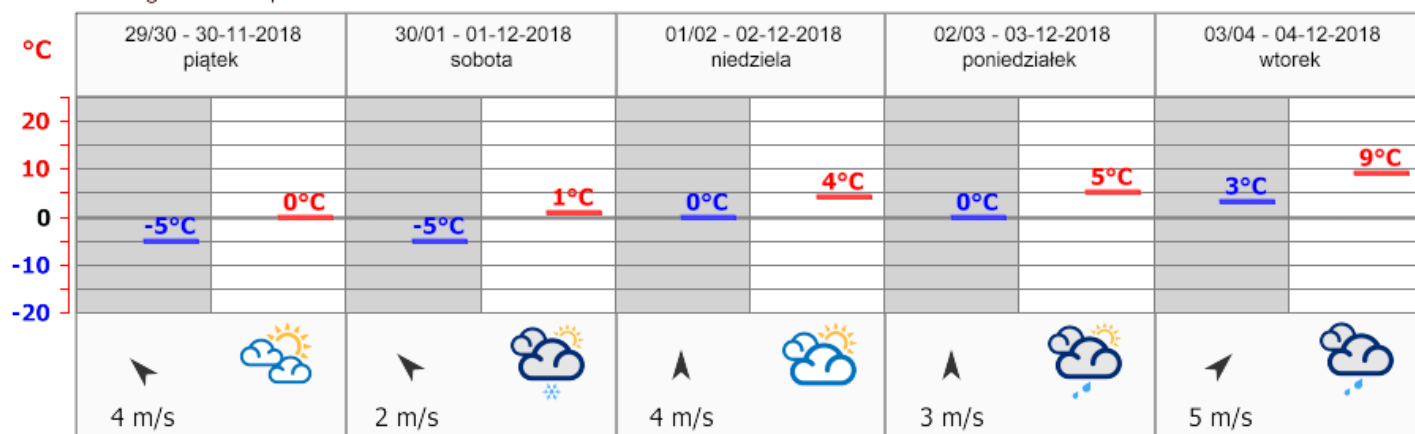 °C
29/30 - 30-11-2018
piątek
30/01 - 01-12-2018
sobota
01/02 - 02-12-2018
niedziela
02/03 - 03-12-2018
poniedziałek
03/04 - 04-12-2018
wtorek
20
10
0
-10
-20
-5°C
0°C
-5°C
1°C
0°C
4°C
0°C
5°C
3°C
9°C
4 m/s
2 m/s
4 m/s
3 m/s
5 m/s